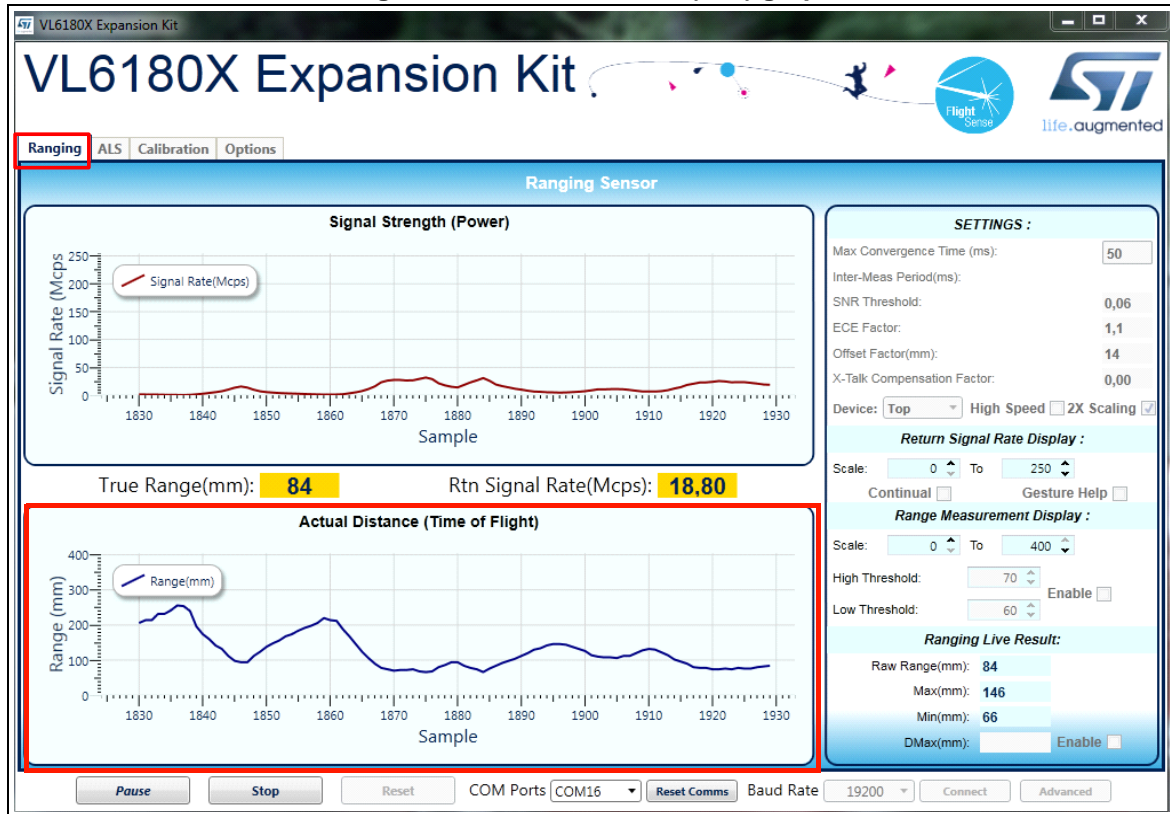 VL6180X Expansion Kit
VL6180X Expansion Kit
Flight
Sense
life.augmented
Ranging ALS Calibration Options
Ranging Sensor
Signal Strength (Power)
Signal Rate (Mcps)
250
200
150
100
50
0
Signal Rate(Mcps)
1830 1840 1850 1860 1870 1880 1890 1900 1910 1920 1930
Sample
True Range(mm): 84 Rtn Signal Rate(Mcps): 18,80
Actual Distance (Time of Flight)
Range (mm)
400
300
200
100
0
Range(mm)
1830 1840 1850 1860 1870 1880 1890 1900 1910 1920 1930
Sample
SETTINGS :
Max Convergence Time (ms): 50
Inter-Meas Period(ms):
SNR Threshold: 0,06
ECE Factor: 1,1
Offset Factor(mm): 14
X-Talk Compensation Factor: 0,00
Device: Top High Speed 2X Scaling
Return Signal Rate Display :
Scale: 0 To 250
Continual Gesture Help
Range Measurement Display :
Scale: 0 To 400
High Threshold: 70
Enable
Low Threshold: 60
Ranging Live Result:
Raw Range(mm): 84
Max(mm): 146
Min(mm): 66
DMax(mm): Enable
Pause Stop Reset COM Ports COM16 Reset Comms Baud Rate 19200 Connect Advanced